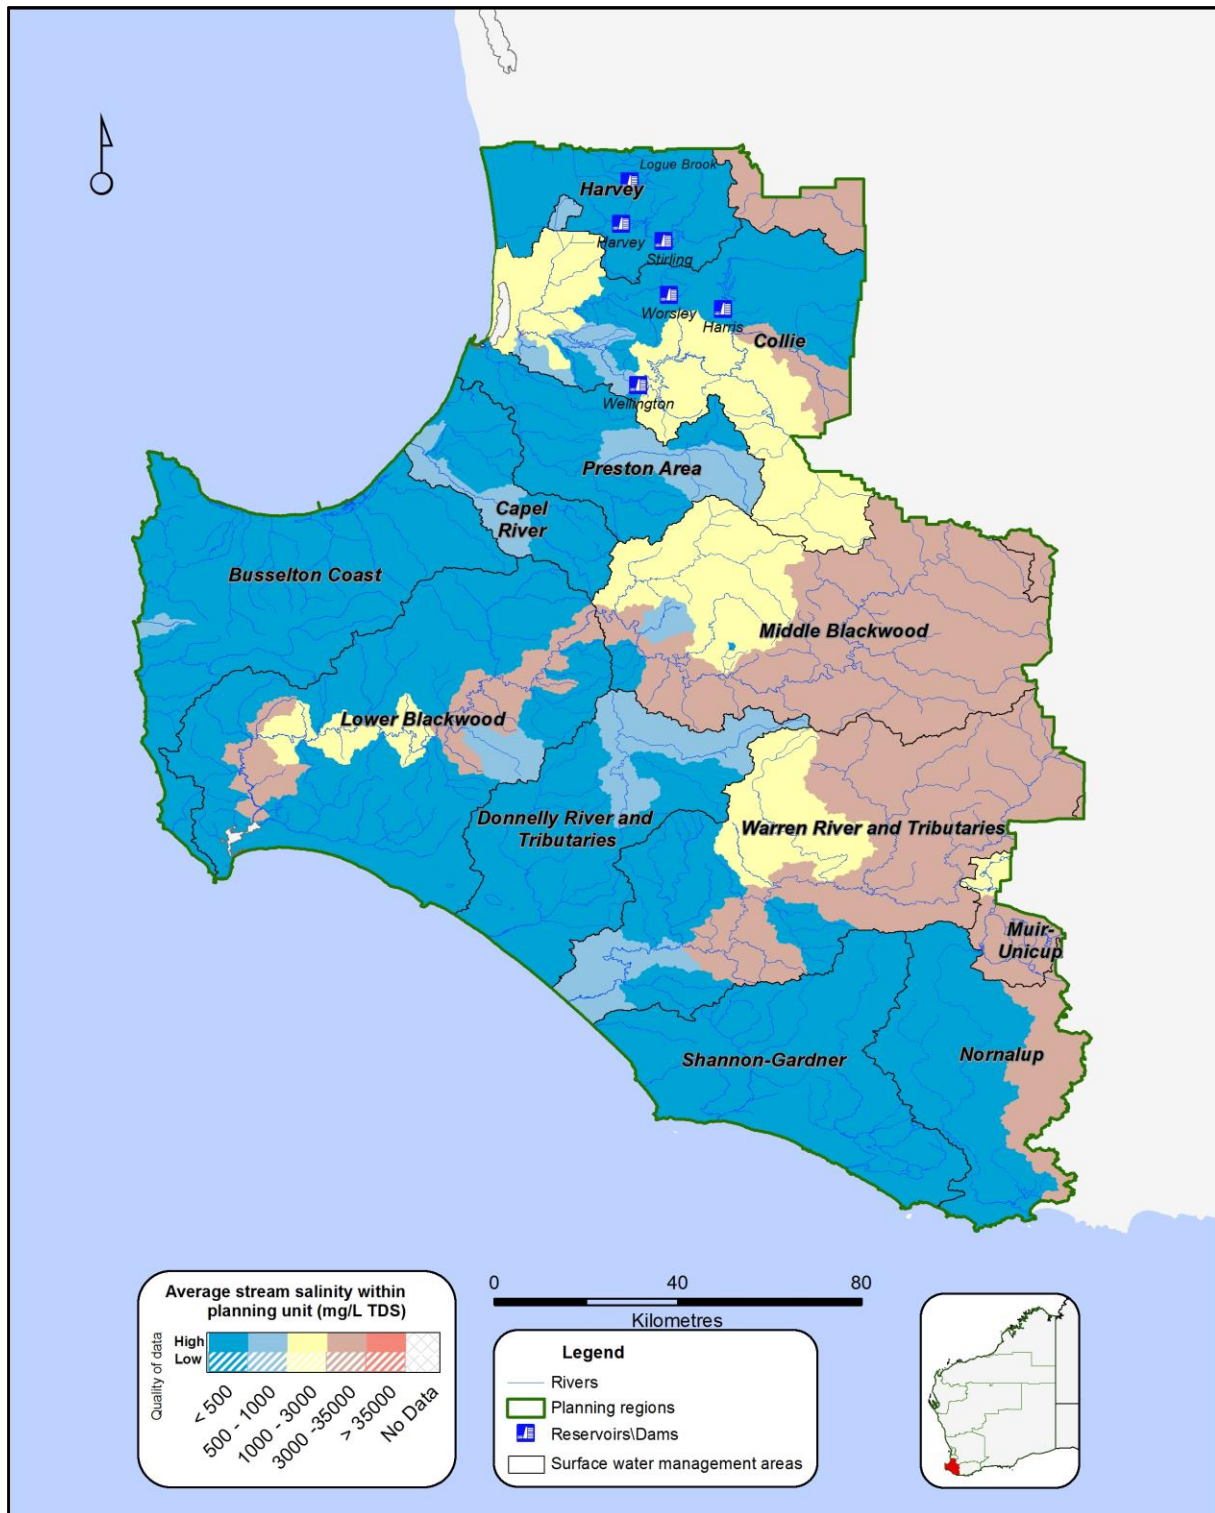 Logue Brook
Harvey
Harvey
Stirling
Worsley
Harris
Collie
Wellington
Preston Area
Capel
River
Busselton Coast
Middle Blackwood
Lower Blackwood
Donnelly River and
Tributaries
Warren River and Tributaries
Muir-
Unicup
Shannon-Gardner
Nornalup
Average stream salinity within
planning unit (mg/L TDS)
Quality of data
High
Low
< 500
500 - 1000
1000 - 3000
3000 -35000
> 35000
No Data
0 40 80
Kilometres
Legend
Rivers
Planning regions
Reservoirs\Dams
Surface water management areas